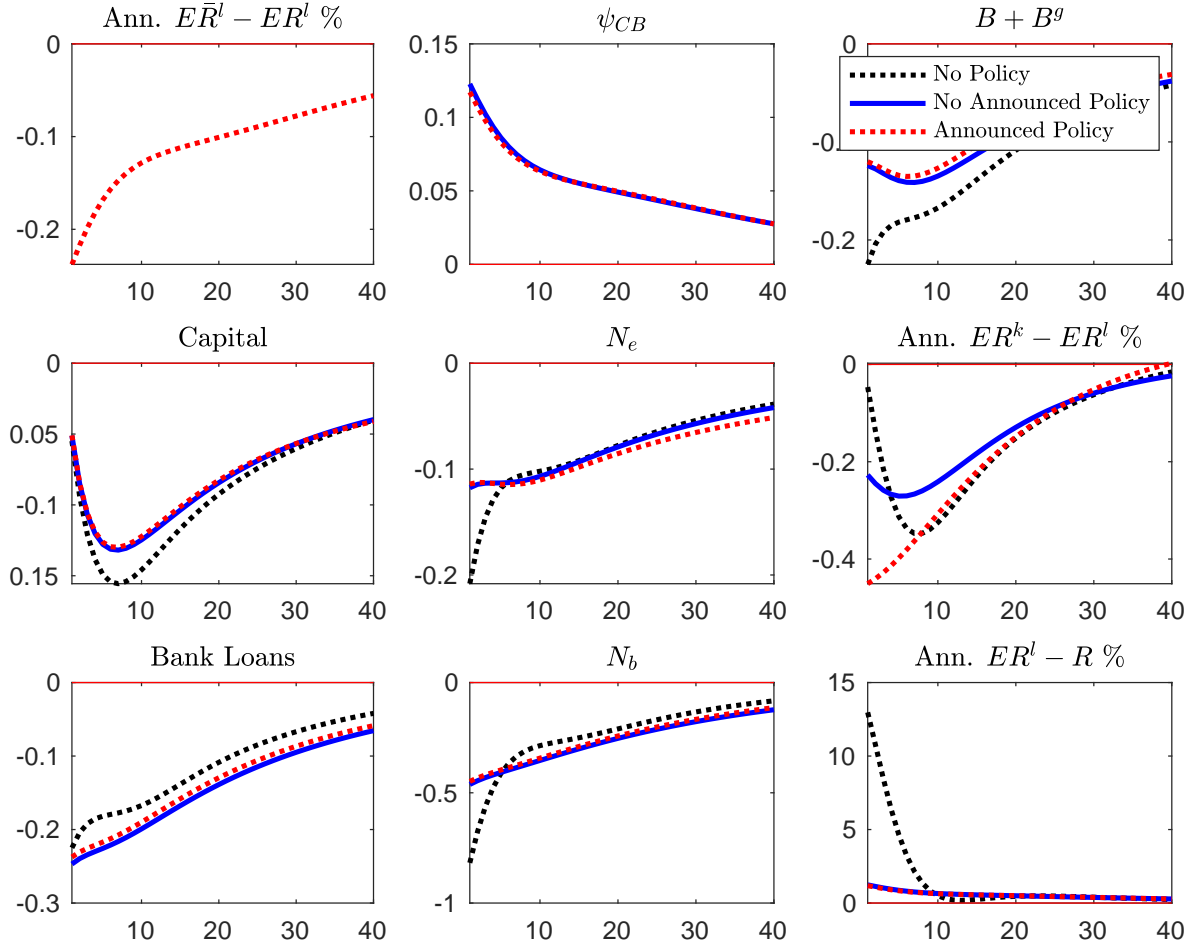 Ann. $E\bar{R}^l - ER^l$ %
0
-0.1
-0.2
10 20 30 40
$\psi_{CB}$
0.15
0.1
0.05
0
10 20 30 40
$B + B^g$
0
-0.2
10 20 30 40
No Policy
No Announced Policy
Announced Policy
Capital
0
0.05
-0.1
0.15
10 20 30 40
$N_e$
0
-0.1
-0.2
10 20 30 40
Ann. $ER^k - ER^l$ %
0
-0.2
-0.4
10 20 30 40
Bank Loans
0
-0.1
-0.2
-0.3
10 20 30 40
$N_b$
0
-0.5
-1
10 20 30 40
Ann. $ER^l - R$ %
15
10
5
0
10 20 30 40